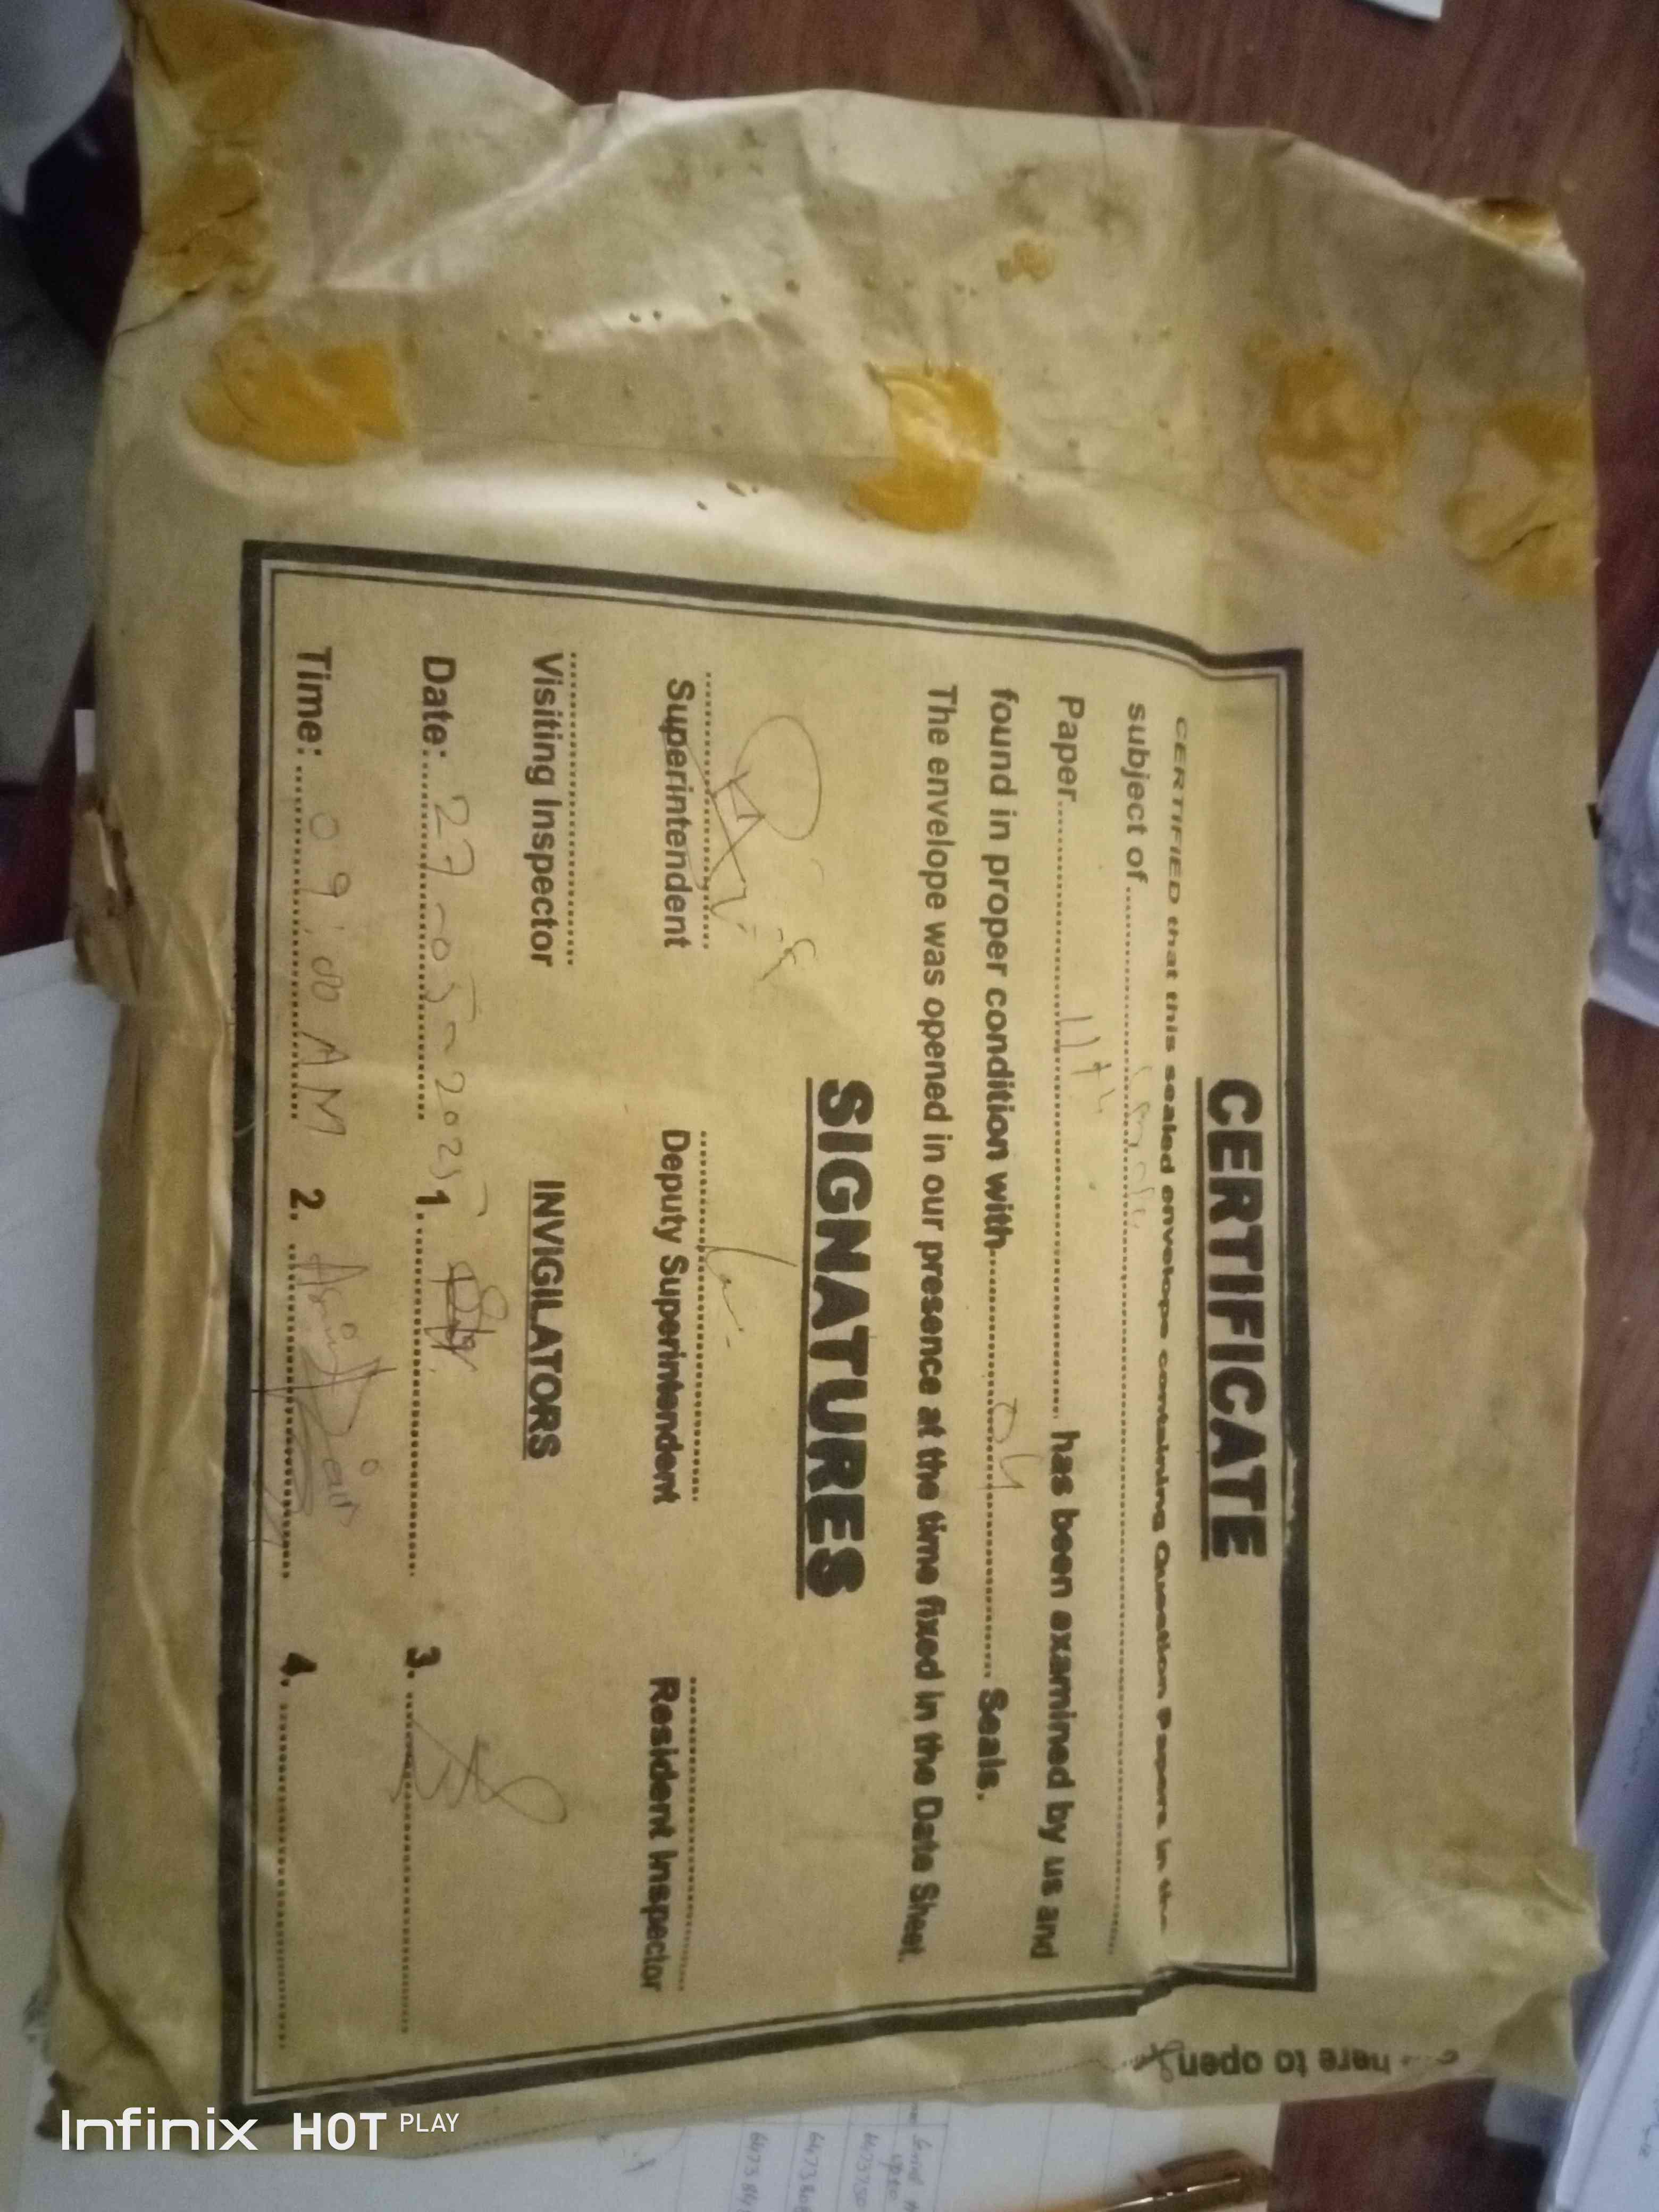 CERTIFICATE
CERTIFIED that this sealed envelope containing Question Papers in the
subject of....................
Paper.......... 11th .......... has been examined by us and
found in proper condition with.......... 04 .......... Seals.
The envelope was opened in our presence at the time fixed in the Date Sheet.
SIGNATURES
Superintendent Deputy Superintendent Resident Inspector
Visiting Inspector INVIGILATORS
Date: 27-05-2025 1. .......... 3. ..........
Time: 09:00 AM 2. .......... 4. ..........
here to open
Infinix HOT PLAY